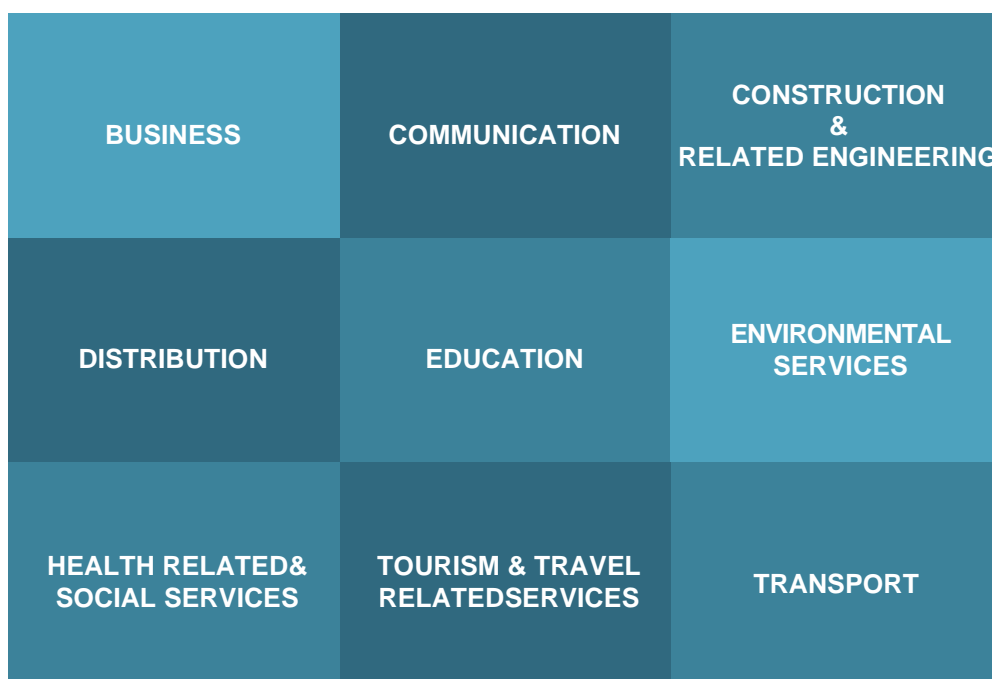 BUSINESS
COMMUNICATION
CONSTRUCTION
&
RELATED ENGINEERING
DISTRIBUTION
EDUCATION
ENVIRONMENTAL
SERVICES
HEALTH RELATED&
SOCIAL SERVICES
TOURISM & TRAVEL
RELATEDSERVICES
TRANSPORT